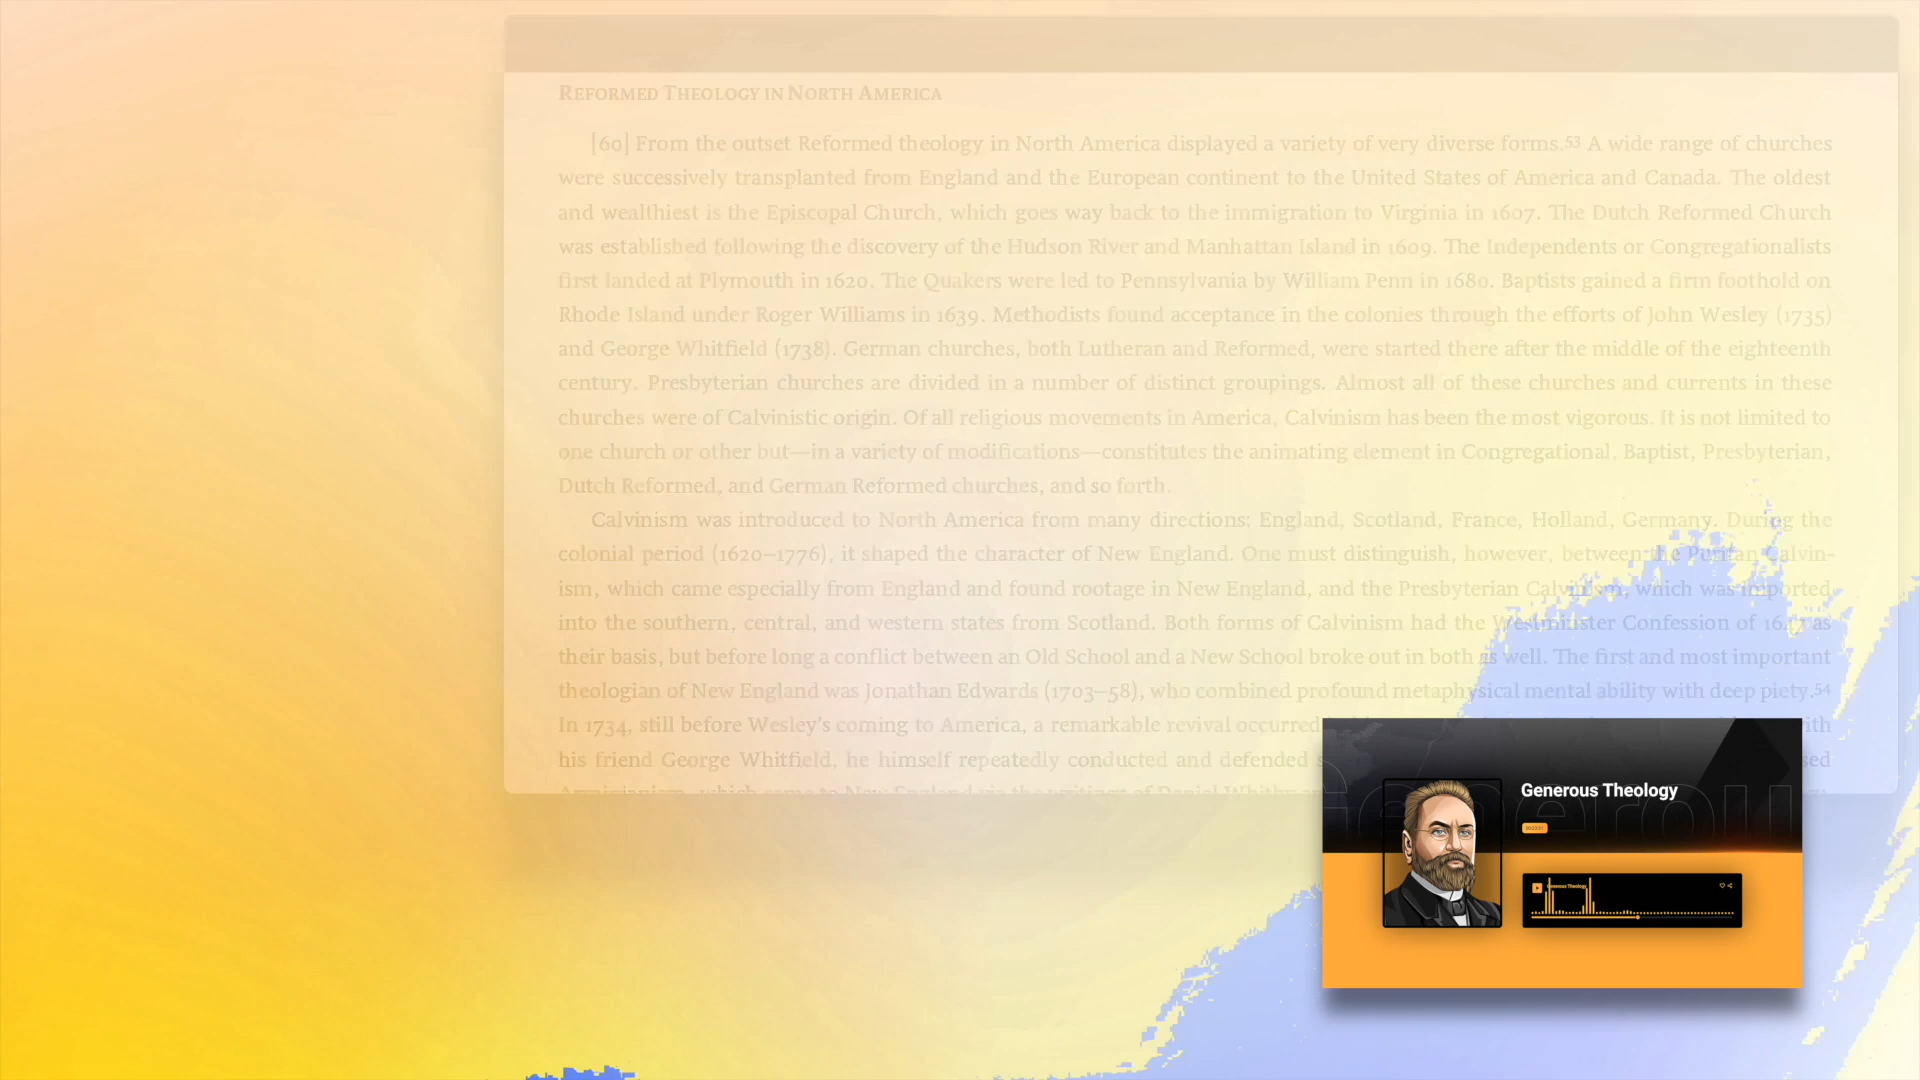 REFORMED THEOLOGY IN NORTH AMERICA
[60] From the outset Reformed theology in North America displayed a variety of very diverse forms.53 A wide range of churches
were successively transplanted from England and the European continent to the United States of America and Canada. The oldest
and wealthiest is the Episcopal Church, which goes way back to the immigration to Virginia in 1607. The Dutch Reformed Church
was established following the discovery of the Hudson River and Manhattan Island in 1609. The Independents or Congregationalists
first landed at Plymouth in 1620. The Quakers were led to Pennsylvania by William Penn in 1680. Baptists gained a firm foothold on
Rhode Island under Roger Williams in 1639. Methodists found acceptance in the colonies through the efforts of John Wesley (1735)
and George Whitfield (1738). German churches, both Lutheran and Reformed, were started there after the middle of the eighteenth
century. Presbyterian churches are divided in a number of distinct groupings. Almost all of these churches and currents in these
churches were of Calvinistic origin. Of all religious movements in America, Calvinism has been the most vigorous. It is not limited to
one church or other but—in a variety of modifications—constitutes the animating element in Congregational, Baptist, Presbyterian,
Dutch Reformed, and German Reformed churches, and so forth.
Calvinism was introduced to North America from many directions: England, Scotland, France, Holland, Germany. During the
colonial period (1620–1776), it shaped the character of New England. One must distinguish, however, between the Puritan Calvin-
ism, which came especially from England and found rootage in New England, and the Presbyterian Calvinism, which was imported
into the southern, central, and western states from Scotland. Both forms of Calvinism had the Westminster Confession of as
their basis, but before long a conflict between an Old School and a New School broke out in both as well. The first and most important
theologian of New England was Jonathan Edwards (1703–58), who combined profound metaphysical mental ability with deep piety.54
In 1734, still before Wesley's coming to America, a remarkable revival occurred
his friend George Whitfield, he himself repeatedly conducted and defended
Arminianism, which came to New England via the writings of Daniel Whitby
Generous Theology
Generous Theology